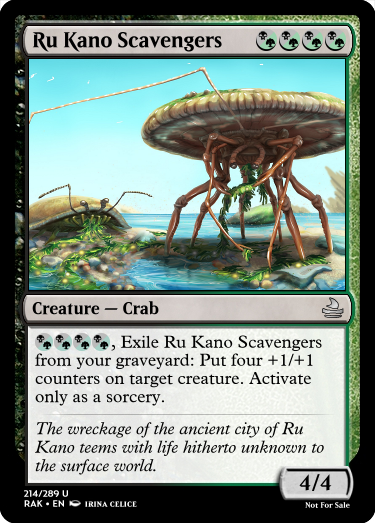 Ru Kano Scavengers
Creature — Crab
, Exile Ru Kano Scavengers
from your graveyard: Put four +1/+1
counters on target creature. Activate
only as a sorcery.
The wreckage of the ancient city of Ru
Kano teems with life hitherto unknown to
the surface world.
4/4
214/289 U
RAK • EN IRINA CELICE
Not For Sale